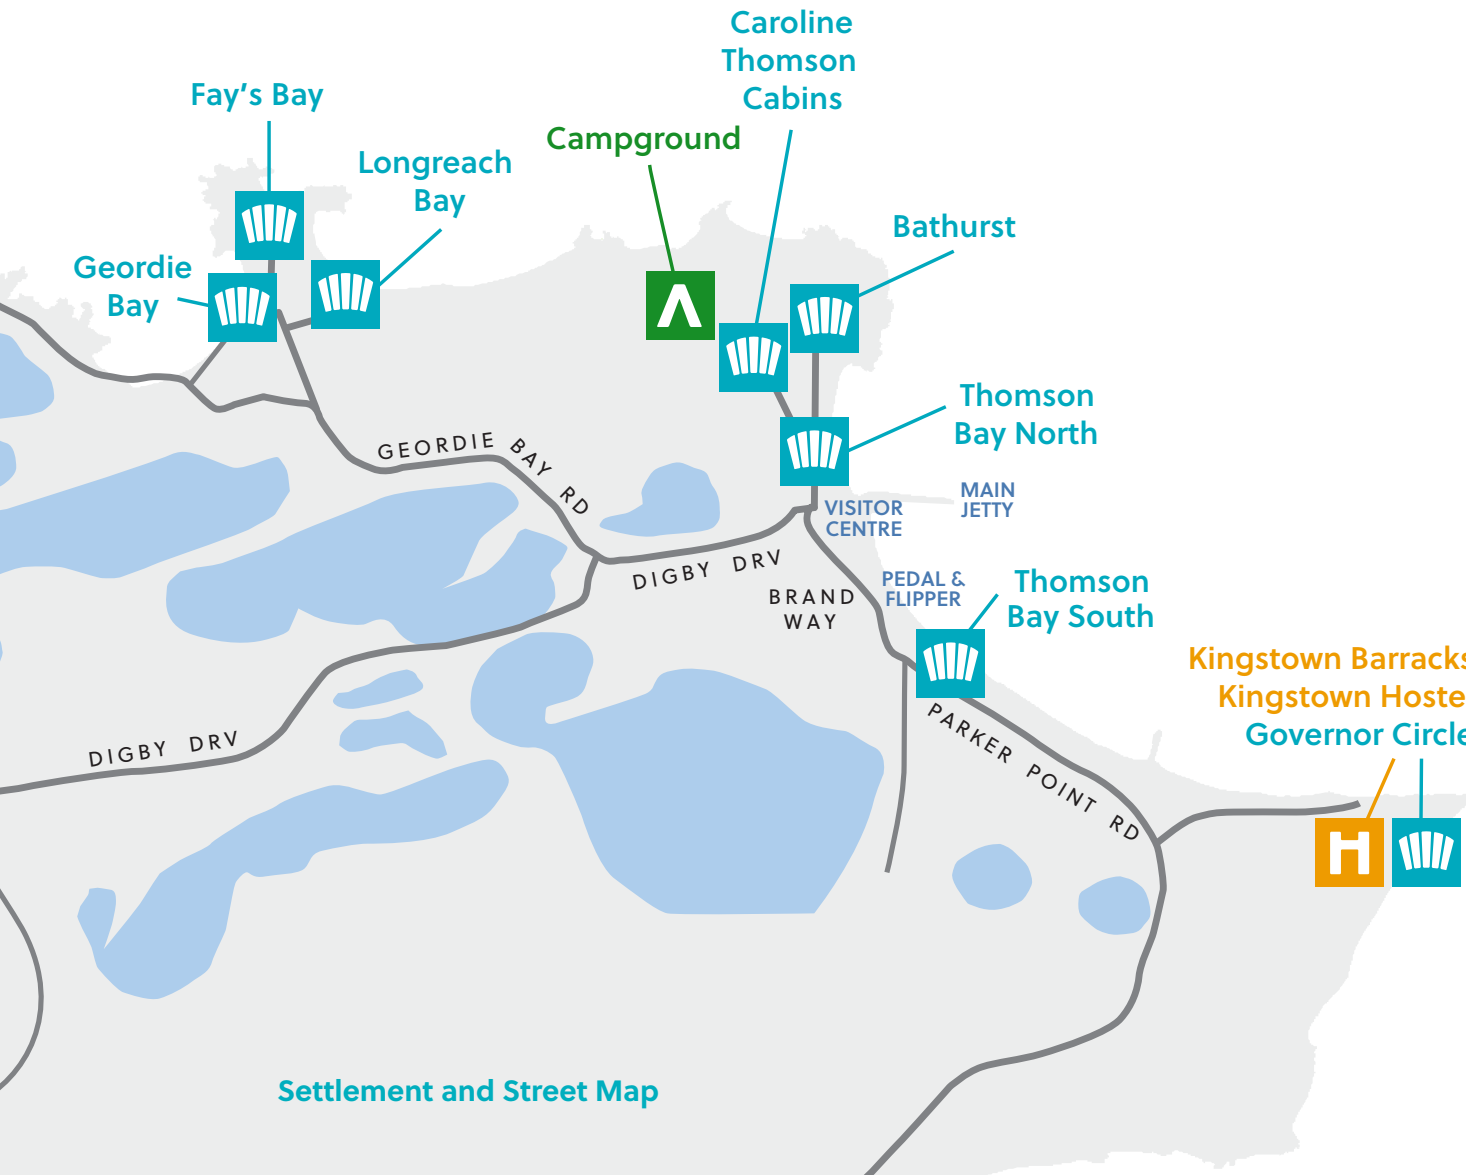 Caroline
Thomson
Cabins
Fay's Bay
Campground
Longreach
Bay
Bathurst
Geordie
Bay
Thomson
Bay North
GEORDIE BAY RD
MAIN
JETTY
VISITOR
CENTRE
DIGBY DRV
BRAND
WAY
PEDAL &
FLIPPER
Thomson
Bay South
Kingstown Barracks
Kingstown Hoste
Governor Circle
PARKER POINT RD
DIGBY DRV
H
Settlement and Street Map